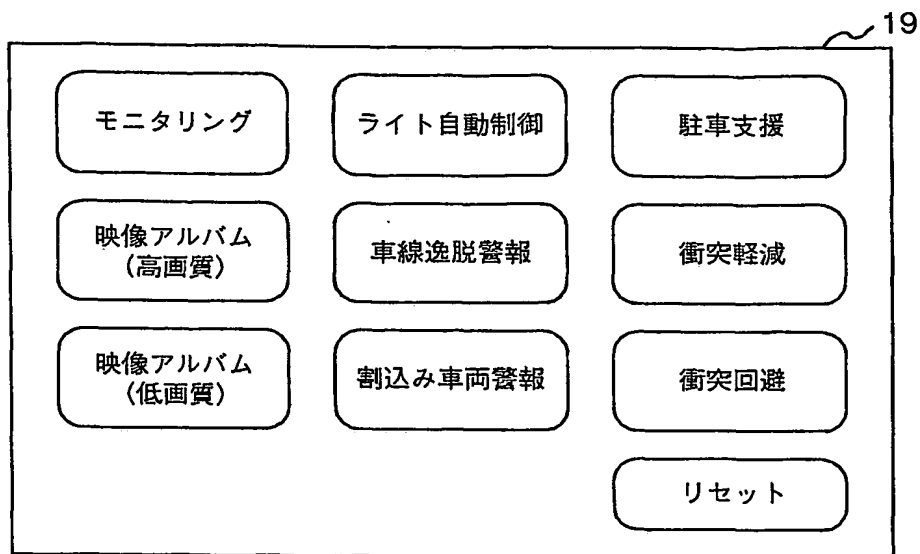 19
モニタリング
ライト自動制御
駐車支援
映像アルバム
(高画質)
車線逸脱警報
衝突軽減
映像アルバム
(低画質)
割込み車両警報
衝突回避
リセット